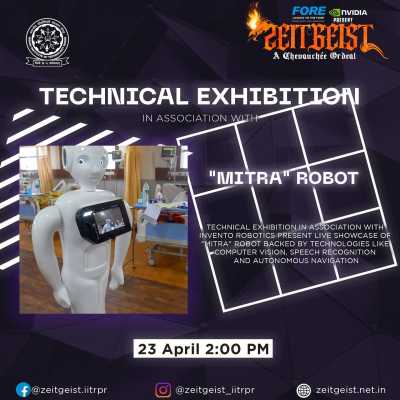 FORE
NVIDIA
PRESENT
ZEITGEIST
A Chevauchée Ordeal
TECHNICAL EXHIBITION
IN ASSOCIATION WITH
"MITRA" ROBOT
TECHNICAL EXHIBITION IN ASSOCIATION WITH
INVENTO ROBOTICS PRESENT LIVE SHOWCASE OF
"MITRA" ROBOT BACKED BY TECHNOLOGIES LIKE
COMPUTER VISION, SPEECH RECOGNITION
AND AUTONOMOUS NAVIGATION
23 April 2:00 PM
@zeitgeist.iitrpr
@zeitgeist_iitrpr
@zeitgeist.net.in